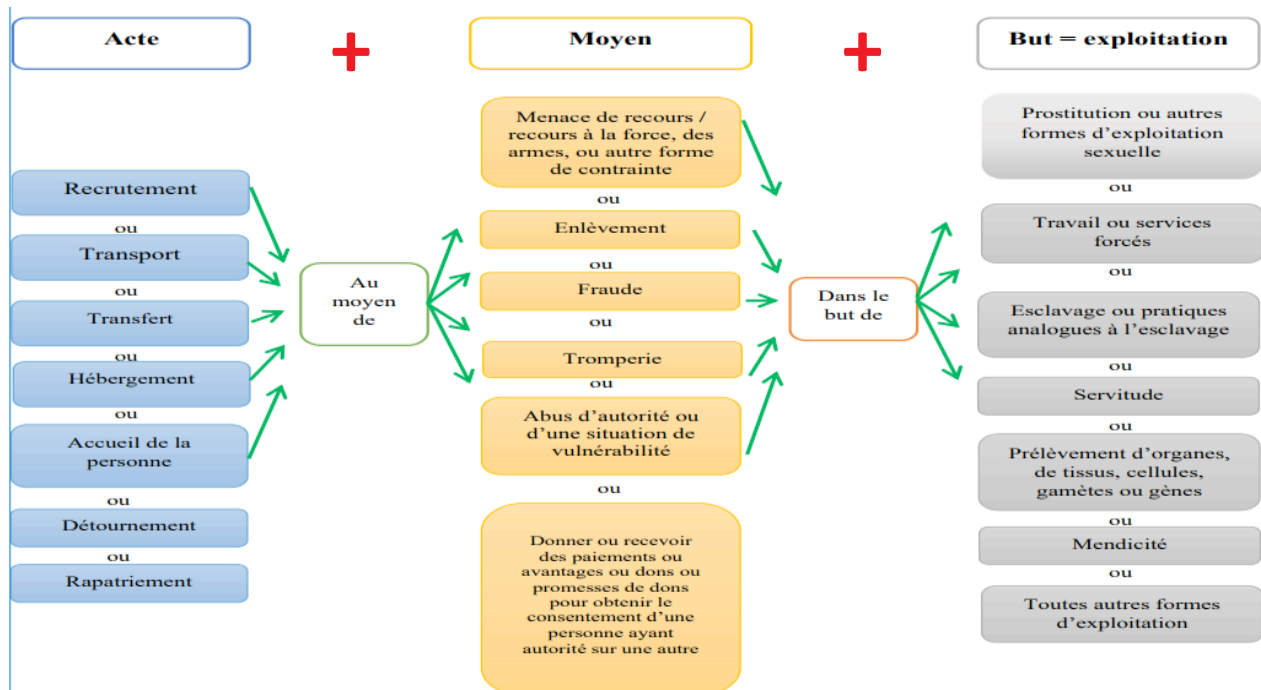 Acte
+
Moyen
+
But = exploitation
Recrutement
ou
Transport
ou
Transfert
ou
Hébergement
ou
Accueil de la
personne
ou
Détournement
ou
Rapatriement
Au
moyen
de
Menace de recours /
recours à la force, des
armes, ou autre forme
de contrainte
ou
Enlèvement
ou
Fraude
ou
Tromperie
ou
Abus d’autorité ou
d’une situation de
vulnérabilité
ou
Donner ou recevoir
des paiements ou
avantages ou dons ou
promesses de dons
pour obtenir le
consentement d’une
personne ayant
autorité sur une autre
Dans le
but de
Prostitution ou autres
formes d’exploitation
sexuelle
ou
Travail ou services
forcés
ou
Esclavage ou pratiques
analogues à l’esclavage
ou
Servitude
ou
Prélèvement d’organes,
de tissus, cellules,
gamètes ou gènes
ou
Mendicité
ou
Toutes autres formes
d’exploitation